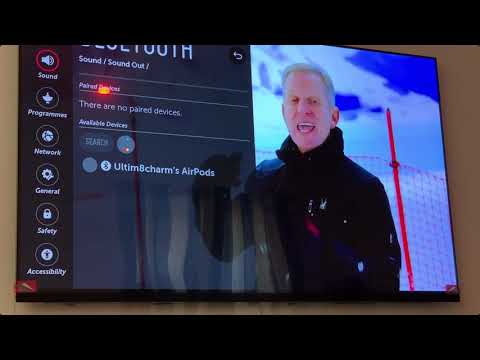 BLUETOOTH
Sound / Sound Out /
Paired Devices
There are no paired devices.
Available Devices
SEARCH
Ultim8charm's AirPods
Sound
Programmes
Network
General
Safety
Accessibility